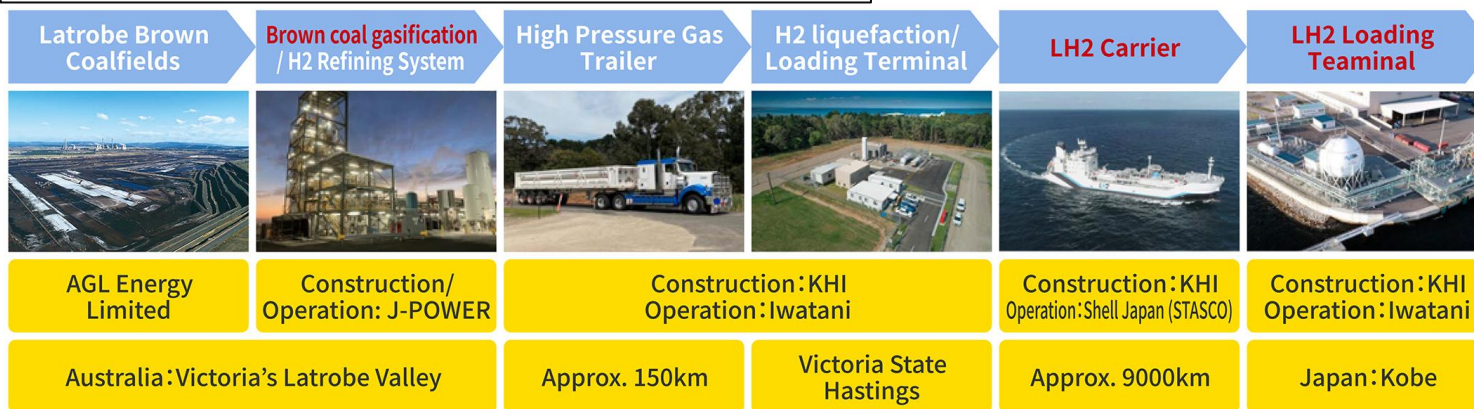 Latrobe Brown
Coalfields
Brown coal gasification
/ H2 Refining System
High Pressure Gas
Trailer
H2 liquefaction/
Loading Terminal
LH2 Carrier
LH2 Loading
Teaminal
AGL Energy
Limited
Construction/
Operation: J-POWER
Construction:KHI
Operation:Iwatani
Construction:KHI
Operation:Shell Japan (STASCO)
Construction:KHI
Operation:Iwatani
Australia:Victoria's Latrobe Valley
Approx. 150km
Victoria State
Hastings
Approx. 9000km
Japan:Kobe